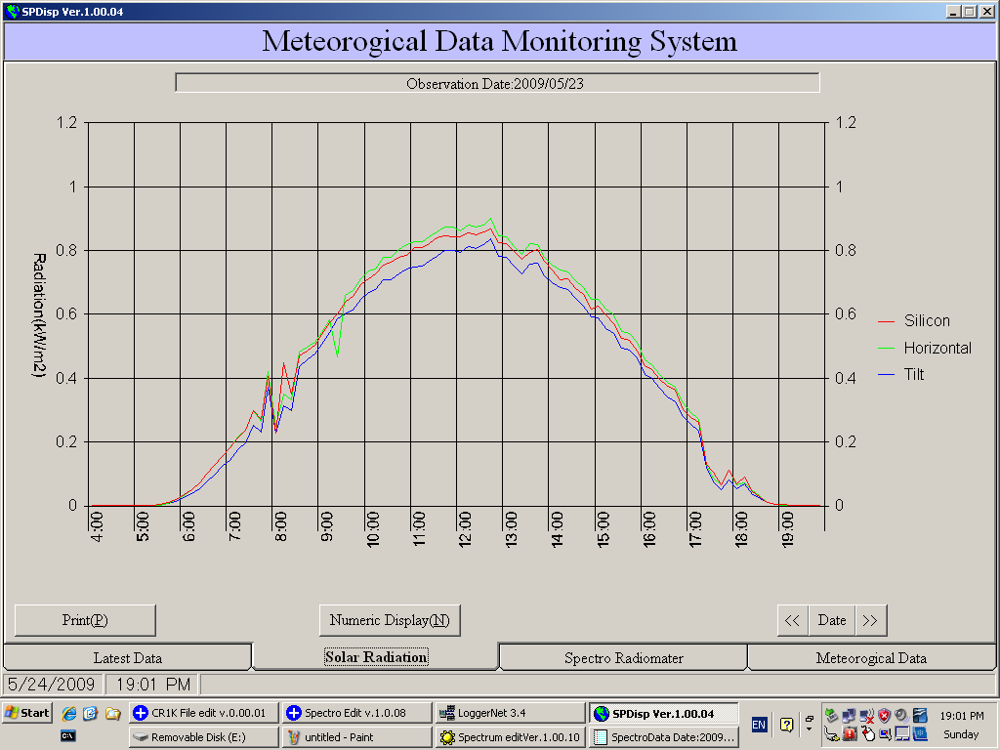 SPDisp Ver.1.00.04
Meteorogical Data Monitoring System
Observation Date:2009/05/23
1.2 1.2
1 1
0.8 0.8
0.6 0.6
0.4 0.4
0.2 0.2
0 0
Radiation(kW/m2)
Silicon
Horizontal
Tilt
4:00 5:00 6:00 7:00 8:00 9:00 10:00 11:00 12:00 13:00 14:00 15:00 16:00 17:00 18:00 19:00
Print(P) Numeric Display(N) << Date >>
Latest Data Solar Radiation Spectro Radiomater Meteorogical Data
5/24/2009 19:01 PM
Start CR1K File edit v.0.00.01 Spectro Edit v.1.0.08 LoggerNet 3.4 SPDisp Ver.1.00.04 EN 19:01 PM
C:\ Removable Disk (E:) untitled - Paint Spectrum editVer.1.00.10 SpectroData Date:2009... Sunday